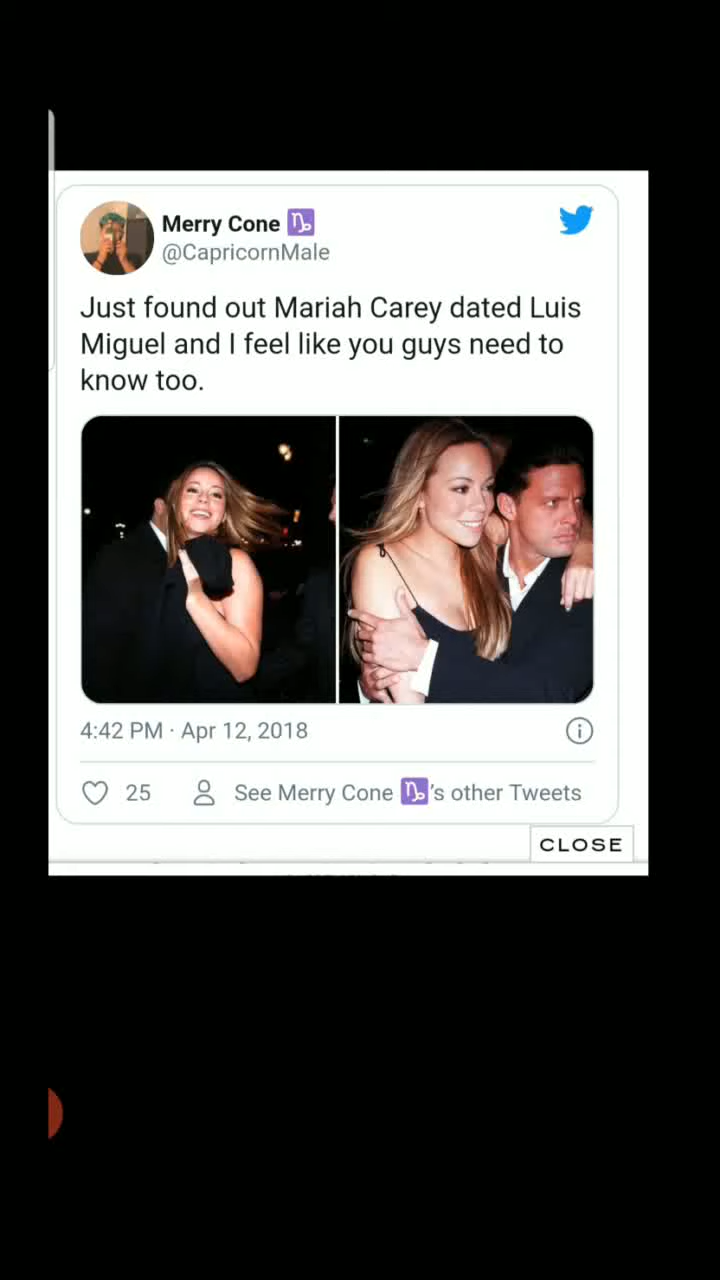 Merry Cone ♑
@CapricornMale
Just found out Mariah Carey dated Luis
Miguel and I feel like you guys need to
know too.
4:42 PM · Apr 12, 2018
25 See Merry Cone ♑'s other Tweets
CLOSE